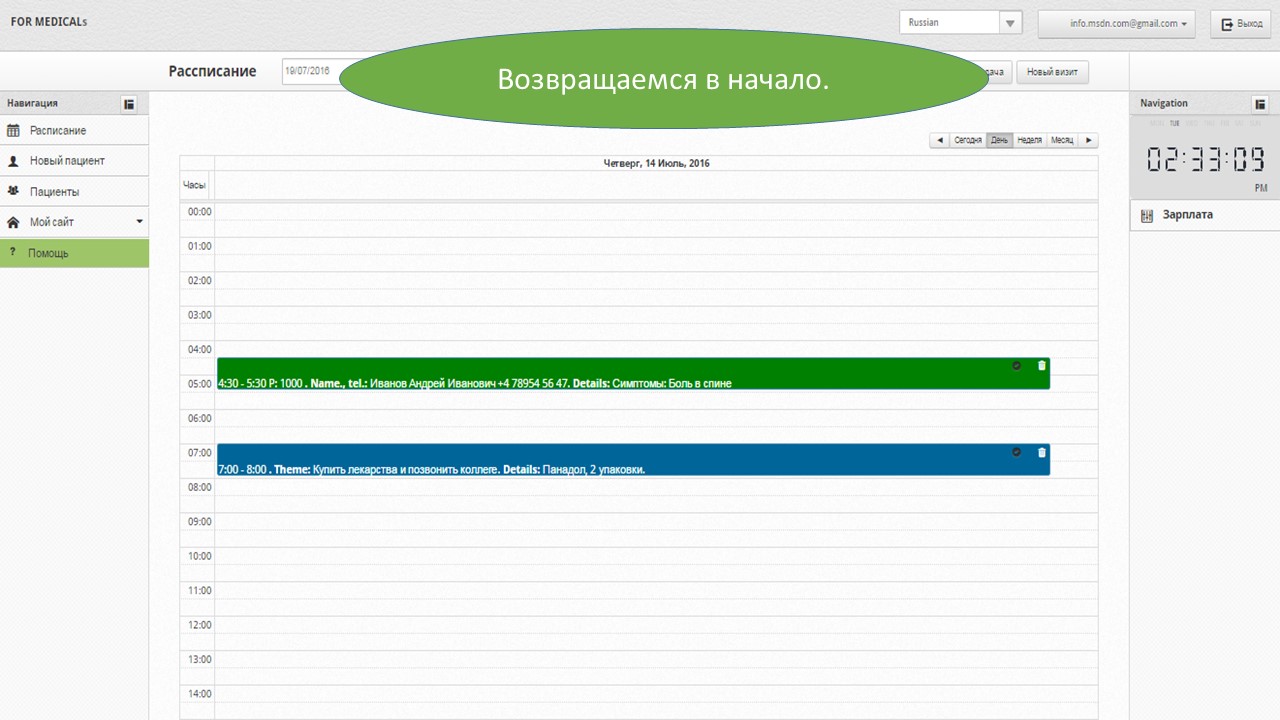 FOR MEDICALs
Russian
info.msdn.com@gmail.com
Выход
Возвращаемся в начало.
Рассписание
19/07/2016
дача
Новый визит
Навигация
Расписание
Новый пациент
Пациенты
Мой сайт
? Помощь
Сегодня День Неделя Месяц
Четверг, 14 Июль, 2016
Часы
00:00
01:00
02:00
03:00
04:00
4:30 - 5:30 P: 1000 . Name., tel.: Иванов Андрей Иванович +4 78954 56 47. Details: Симптомы: Боль в спине
05:00
06:00
07:00
7:00 - 8:00 . Theme: Купить лекарства и позвонить коллеге. Details: Панадол, 2 упаковки.
08:00
09:00
10:00
11:00
12:00
13:00
14:00
Navigation
MON TUE WED THU FRI SAT SUN
02:33:09
PM
Зарплата